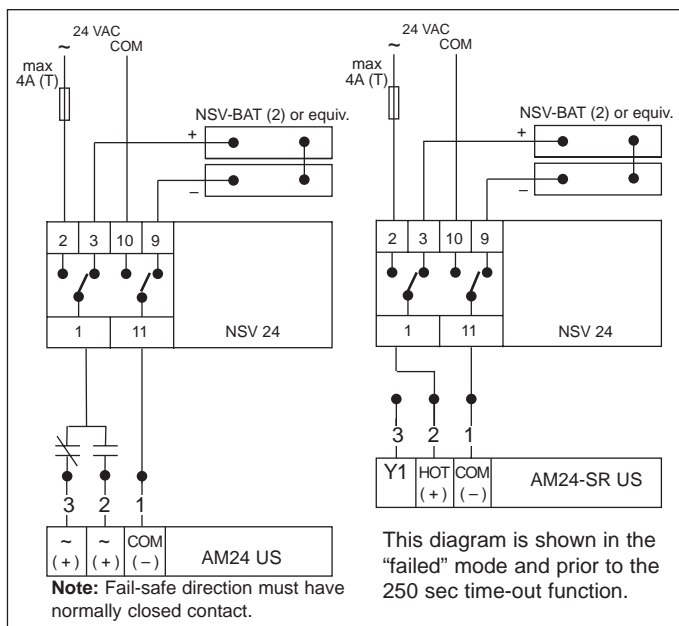 24 VAC
~ COM
max
4A (T)
NSV-BAT (2) or equiv.
+
–
2 3 10 9
1 11 NSV 24
3 2 1
~ ~ COM
(+) (+) (–)
AM24 US
Note: Fail-safe direction must have
normally closed contact.
24 VAC
~ COM
max
4A (T)
NSV-BAT (2) or equiv.
+
–
2 3 10 9
1 11 NSV 24
3 2 1
Y1 HOT COM
(+) (–)
AM24-SR US
This diagram is shown in the
“failed” mode and prior to the
250 sec time-out function.